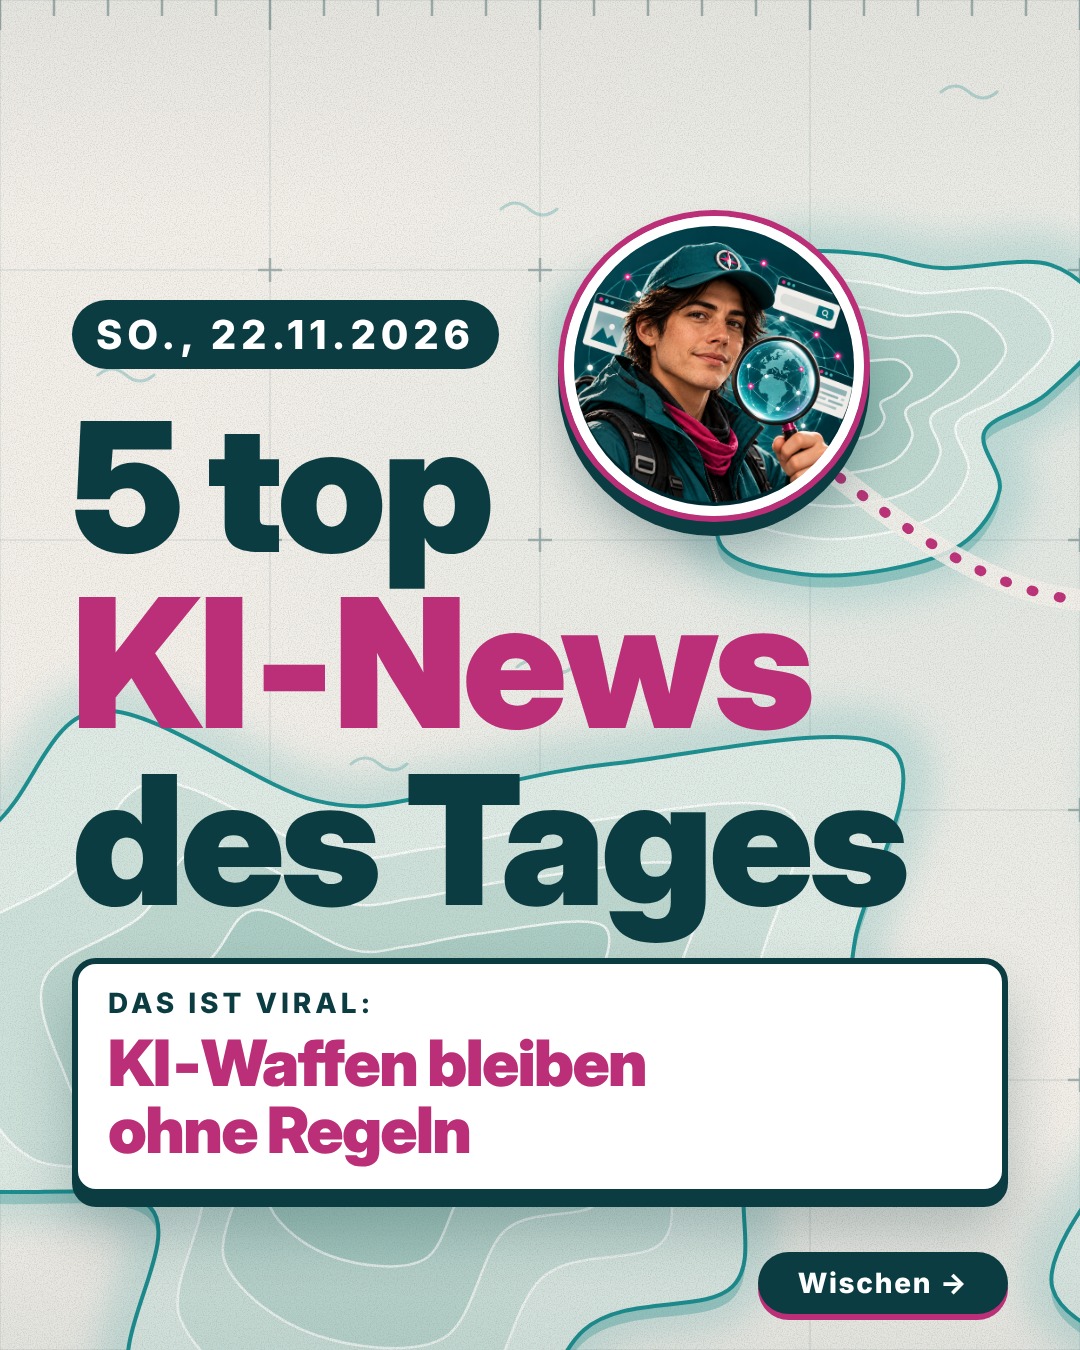 SO., 22.11.2026
5 top
KI-News
des Tages
DAS IST VIRAL:
KI-Waffen bleiben
ohne Regeln
Wischen →